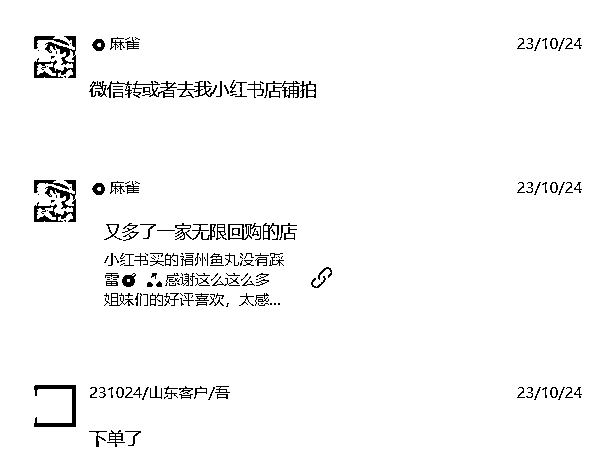 麻雀
23/10/24
微信转或者去我小红书店铺拍
麻雀
23/10/24
又多了一家无限回购的店
小红书买的福州鱼丸没有踩
雷 感谢这么这么多
姐妹们的好评喜欢，太感...
231024/山东客户/吾
23/10/24
下单了